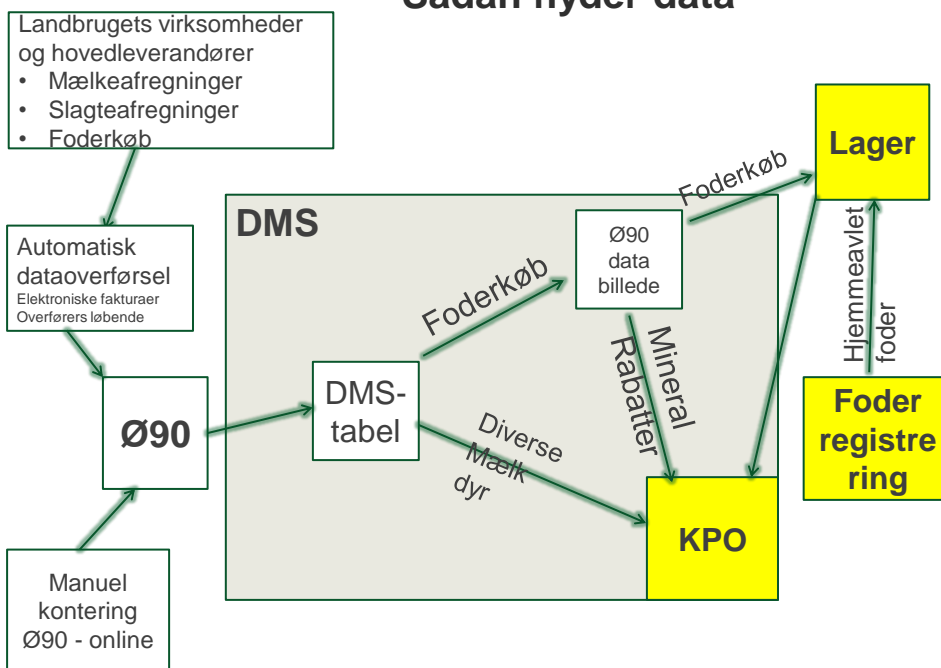 Sådan flyder data
Landbrugets virksomheder
og hovedleverandører
• Mælkeafregninger
• Slagteafregninger
• Foderkøb
Automatisk
dataoverførsel
Elektroniske fakturaer
Overførers løbende
Ø90
Manuel
kontering
Ø90 - online
DMS
DMS-
tabel
Foderkøb
Diverse
Mælk
dyr
Ø90
data
billede
Mineral
Rabatter
Foderkøb
KPO
Lager
Hjemmeavlet
foder
Foder
registre
ring